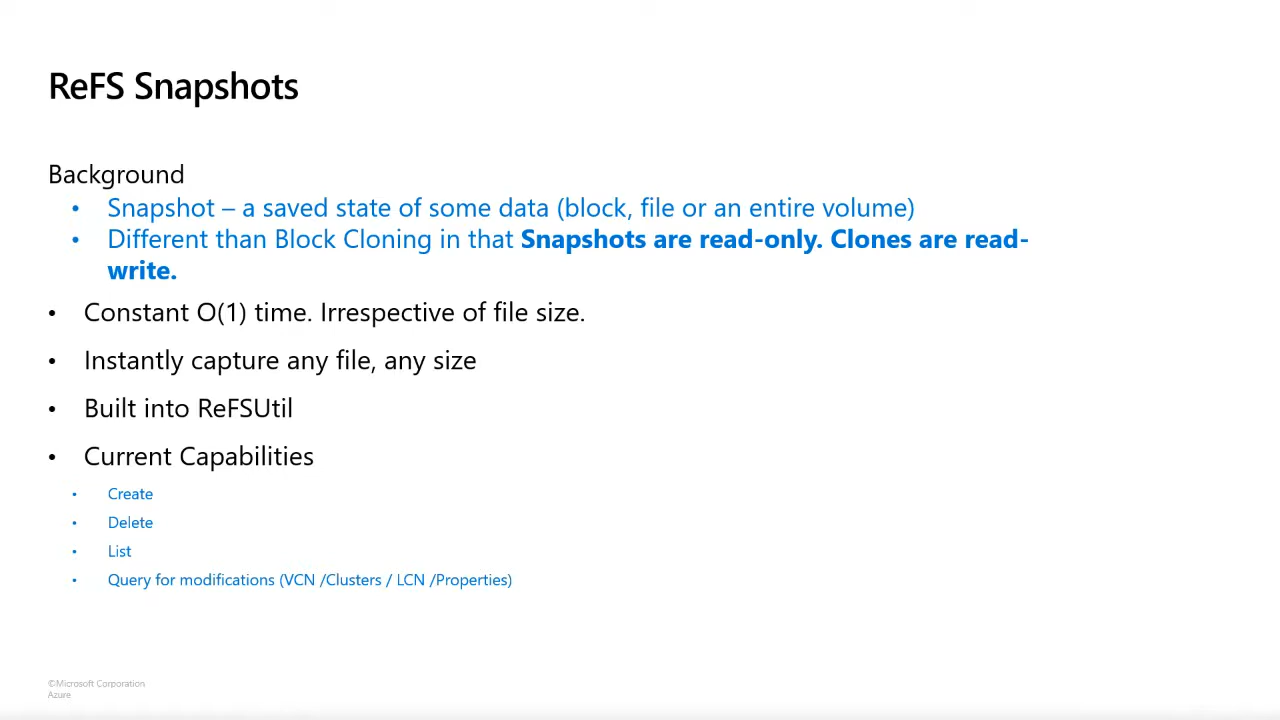 ReFS Snapshots
Background
• Snapshot – a saved state of some data (block, file or an entire volume)
• Different than Block Cloning in that Snapshots are read-only. Clones are read-
write.
• Constant O(1) time. Irrespective of file size.
• Instantly capture any file, any size
• Built into ReFSUtil
• Current Capabilities
• Create
• Delete
• List
• Query for modifications (VCN /Clusters / LCN /Properties)
©Microsoft Corporation
Azure